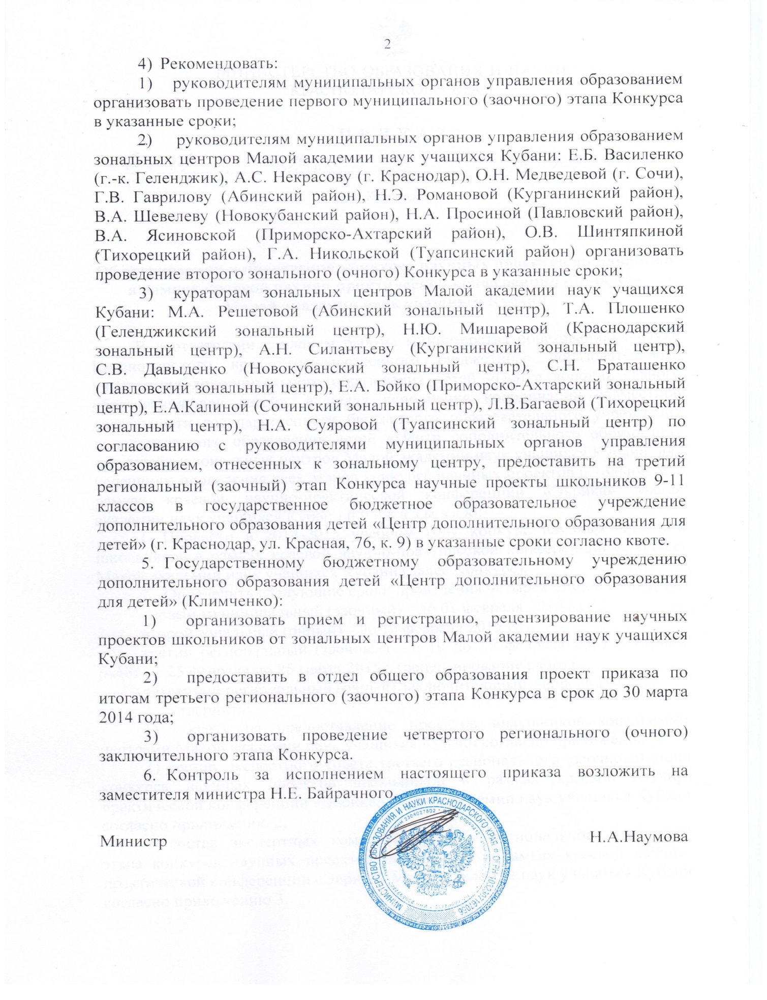 2
4) Рекомендовать:
1) руководителям муниципальных органов управления образованием
организовать проведение первого муниципального (заочного) этапа Конкурса
в указанные сроки;
2) руководителям муниципальных органов управления образованием
зональных центров Малой академии наук учащихся Кубани: Е.Б. Василенко
(г.-к. Геленджик), А.С. Некрасову (г. Краснодар), О.Н. Медведевой (г. Сочи),
Г.В. Гаврилову (Абинский район), Н.Э. Романовой (Курганинский район),
В.А. Шевелеву (Новокубанский район), Н.А. Просиной (Павловский район),
В.А. Ясиновской (Приморско-Ахтарский район), О.В. Шинтяпкиной
(Тихорецкий район), Г.А. Никольской (Туапсинский район) организовать
проведение второго зонального (очного) Конкурса в указанные сроки;
3) кураторам зональных центров Малой академии наук учащихся
Кубани: М.А. Решетовой (Абинский зональный центр), Т.А. Плошенко
(Геленджикский зональный центр), Н.Ю. Мишаревой (Краснодарский
зональный центр), А.Н. Силантьеву (Курганинский зональный центр),
С.В. Давыденко (Новокубанский зональный центр), С.Н. Браташенко
(Павловский зональный центр), Е.А. Бойко (Приморско-Ахтарский зональный
центр), Е.А.Калиной (Сочинский зональный центр), Л.В.Багаевой (Тихорецкий
зональный центр), Н.А. Суяровой (Туапсинский зональный центр) по
согласованию с руководителями муниципальных органов управления
образованием, отнесенных к зональному центру, предоставить на третий
региональный (заочный) этап Конкурса научные проекты школьников 9-11
классов в государственное бюджетное образовательное учреждение
дополнительного образования детей «Центр дополнительного образования для
детей» (г. Краснодар, ул. Красная, 76, к. 9) в указанные сроки согласно квоте.
5. Государственному бюджетному образовательному учреждению
дополнительного образования детей «Центр дополнительного образования
для детей» (Климченко):
1) организовать прием и регистрацию, рецензирование научных
проектов школьников от зональных центров Малой академии наук учащихся
Кубани;
2) предоставить в отдел общего образования проект приказа по
итогам третьего регионального (заочного) этапа Конкурса в срок до 30 марта
2014 года;
3) организовать проведение четвертого регионального (очного)
заключительного этапа Конкурса.
6. Контроль за исполнением настоящего приказа возложить на
заместителя министра Н.Е. Байрачного.
Министр Н.А.Наумова
МИНИСТЕРСТВО ОБРАЗОВАНИЯ И НАУКИ КРАСНОДАРСКОГО КРАЯ * ОГРН 1032307167056